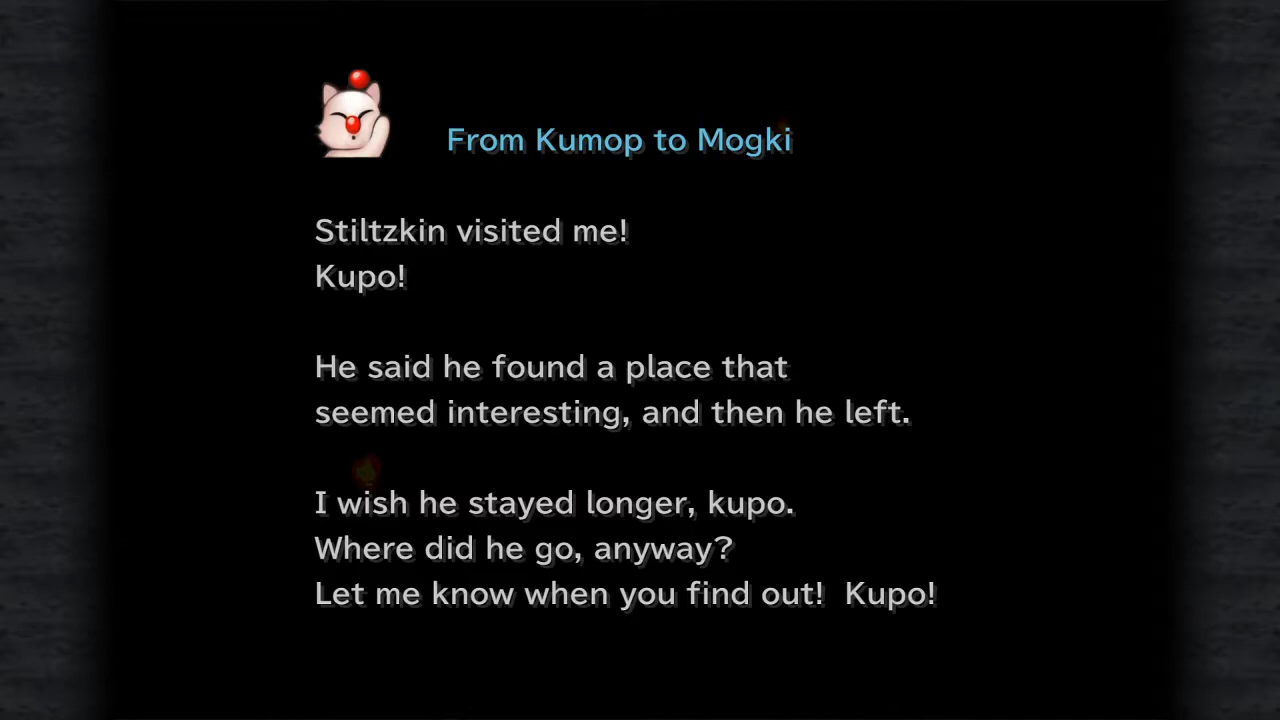 From Kumop to Mogki
Stiltzkin visited me!
Kupo!
He said he found a place that
seemed interesting, and then he left.
I wish he stayed longer, kupo.
Where did he go, anyway?
Let me know when you find out!  Kupo!